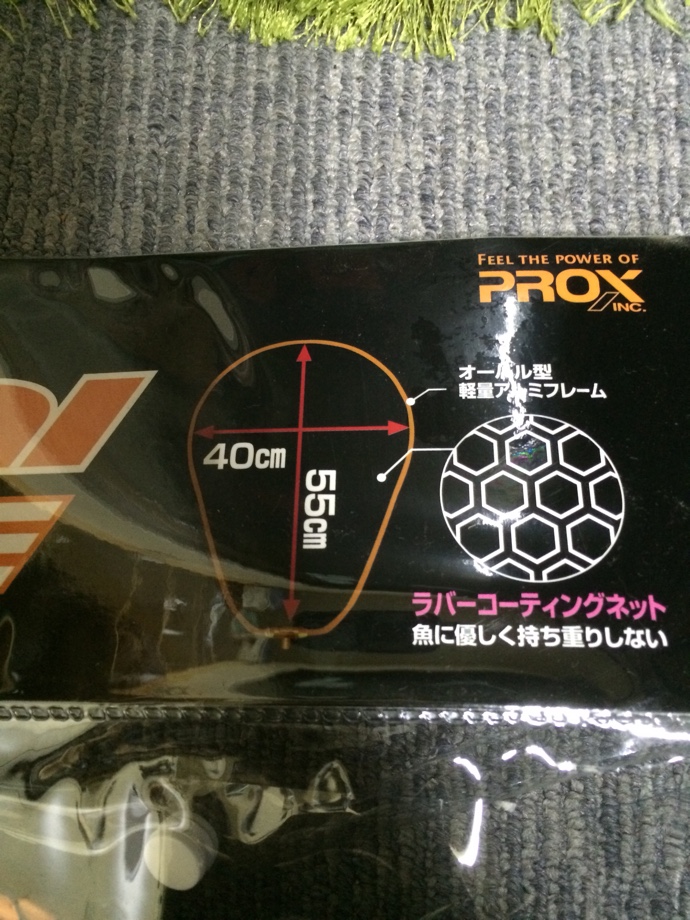 FEEL THE POWER OF
PROX
INC.
オーバル型
軽量アルミフレーム
40cm
55cm
ラバーコーティングネット
魚に優しく持ち重りしない